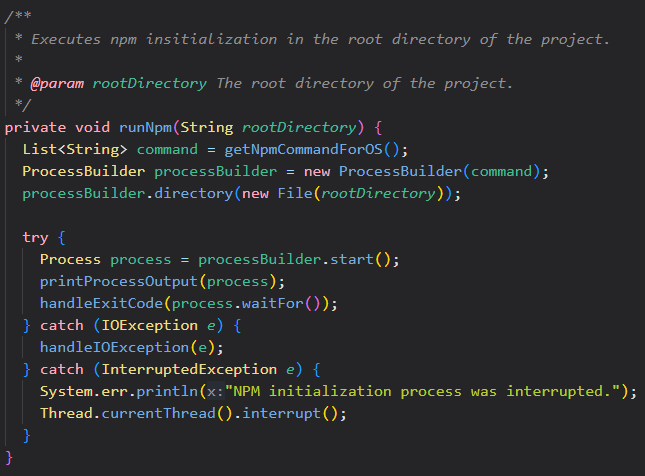 /**
 * Executes npm insitialization in the root directory of the project.
 *
 * @param rootDirectory The root directory of the project.
 */
private void runNpm(String rootDirectory) {
  List<String> command = getNpmCommandForOS();
  ProcessBuilder processBuilder = new ProcessBuilder(command);
  processBuilder.directory(new File(rootDirectory));

  try {
    Process process = processBuilder.start();
    printProcessOutput(process);
    handleExitCode(process.waitFor());
  } catch (IOException e) {
    handleIOException(e);
  } catch (InterruptedException e) {
    System.err.println(x:"NPM initialization process was interrupted.");
    Thread.currentThread().interrupt();
  }
}